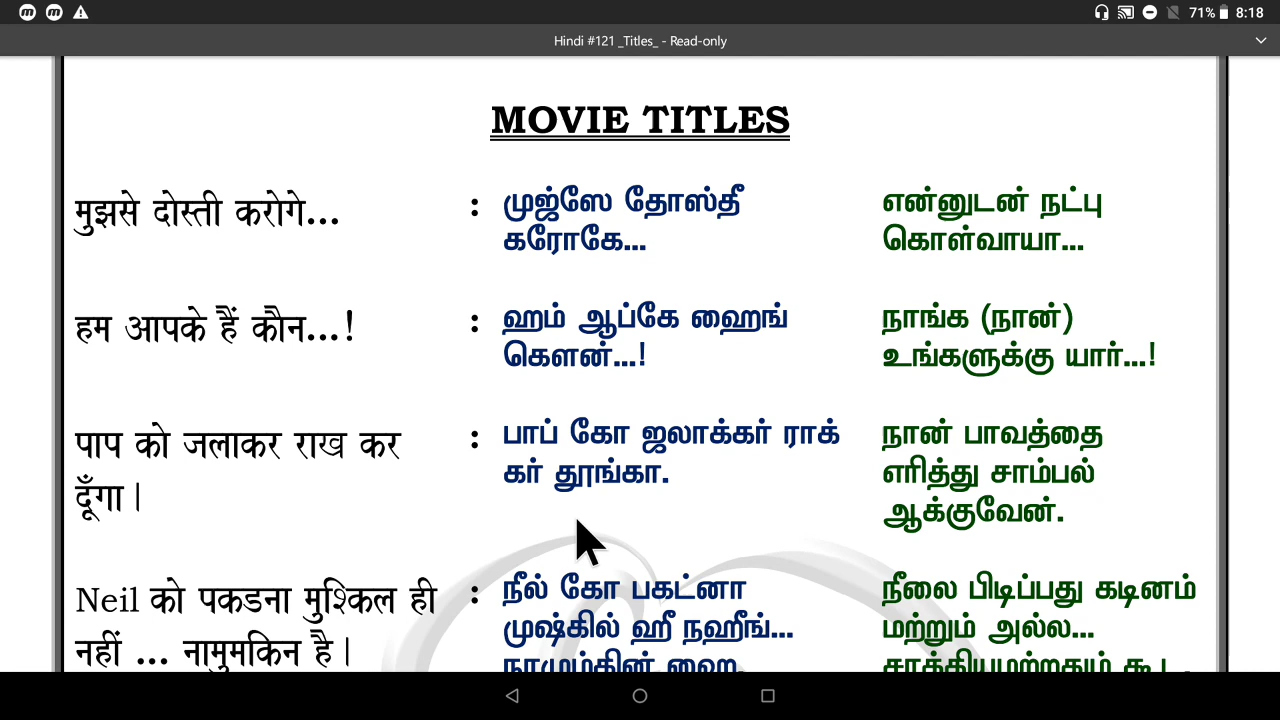 71% 8:18
Hindi #121 _Titles_ - Read-only
MOVIE TITLES
मुझसे दोस्ती करोगे... : முஜ்ஸே தோஸ்தீ என்னுடன் நட்பு
கரோகே... கொள்வாயா...
हम आपके हैं कौन...! : ஹம் ஆப்கே ஹைங் நாங்க (நான்)
கௌன்...! உங்களுக்கு யார்...!
पाप को जलाकर राख कर : பாப் கோ ஜலாக்கர் ராக் நான் பாவத்தை
दूँगा। கர் தூங்கா. எரித்து சாம்பல்
ஆக்குவேன்.
Neil को पकडना मुश्किल ही : நீல் கோ பகட்னா நீலை பிடிப்பது கடினம்
नहीं ... नामुमकिन है। முஷ்கில் ஹீ நஹீங்... மற்றும் அல்ல...